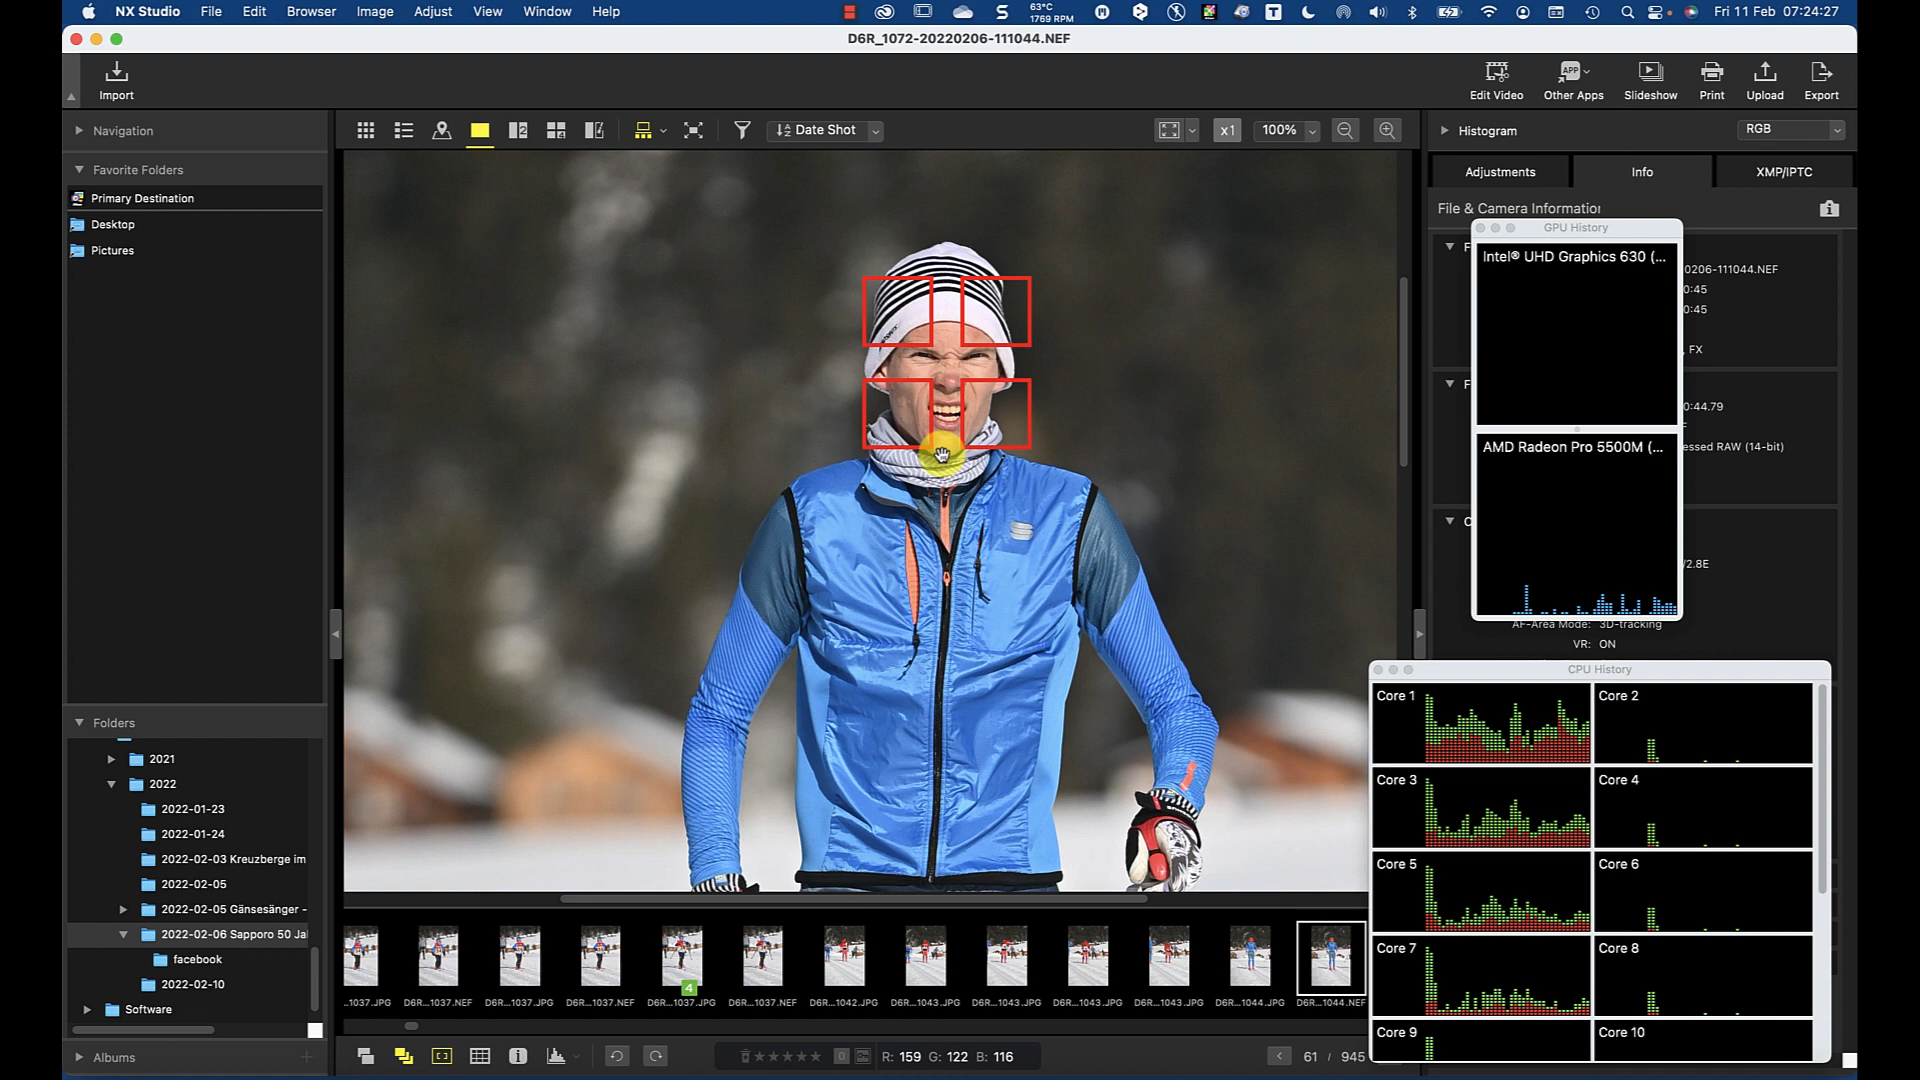 NX Studio File Edit Browser Image Adjust View Window Help
63°C
1769 RPM
Fri 11 Feb 07:24:27
D6R_1072-20220206-111044.NEF
Import
Edit Video Other Apps Slideshow Print Upload Export
APP
Navigation
Date Shot
x1 100%
Histogram
RGB
Favorite Folders
Primary Destination
Desktop
Pictures
Adjustments Info XMP/IPTC
File & Camera Information
GPU History
Intel® UHD Graphics 630 (...
0206-111044.NEF
0:45
0:45
, FX
0:44.79
AMD Radeon Pro 5500M (...
essed RAW (14-bit)
/2.8E
AF-Area Mode: 3D-tracking
VR: ON
CPU History
Core 1 Core 2
Core 3 Core 4
Core 5 Core 6
Core 7 Core 8
Core 9 Core 10
Folders
2021
2022
2022-01-23
2022-01-24
2022-02-03 Kreuzberge im
2022-02-05
2022-02-05 Gänsesänger -
2022-02-06 Sapporo 50 Ja
facebook
2022-02-10
Software
Albums
4
...1037.JPG D6R...1037.NEF D6R...1037.JPG D6R...1037.NEF D6R...1037.JPG D6R...1037.NEF D6R...1042.JPG D6R...1043.JPG D6R...1043.JPG D6R...1043.JPG D6R...1043.JPG D6R...1044.JPG D6R...1044.NEF
0 R: 159 G: 122 B: 116
61 / 945